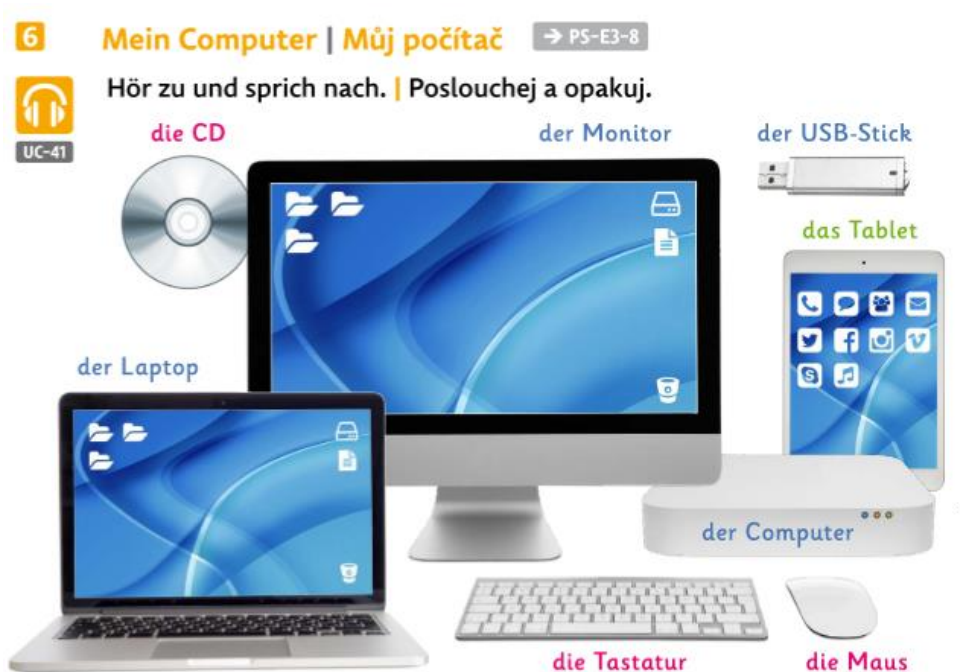 6 Mein Computer | Můj počítač → PS-E3-8
Hör zu und sprich nach. | Poslouchej a opakuj.
UC-41
die CD
der Monitor
der USB-Stick
das Tablet
der Laptop
der Computer
die Tastatur
die Maus